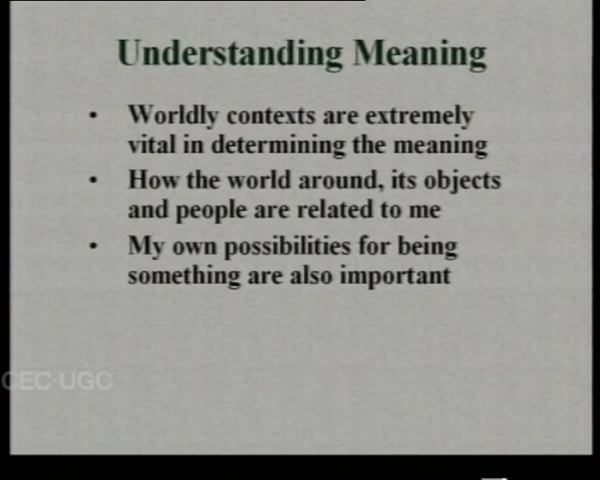 Understanding Meaning
• Worldly contexts are extremely
vital in determining the meaning
• How the world around, its objects
and people are related to me
• My own possibilities for being
something are also important
CEC-UGC